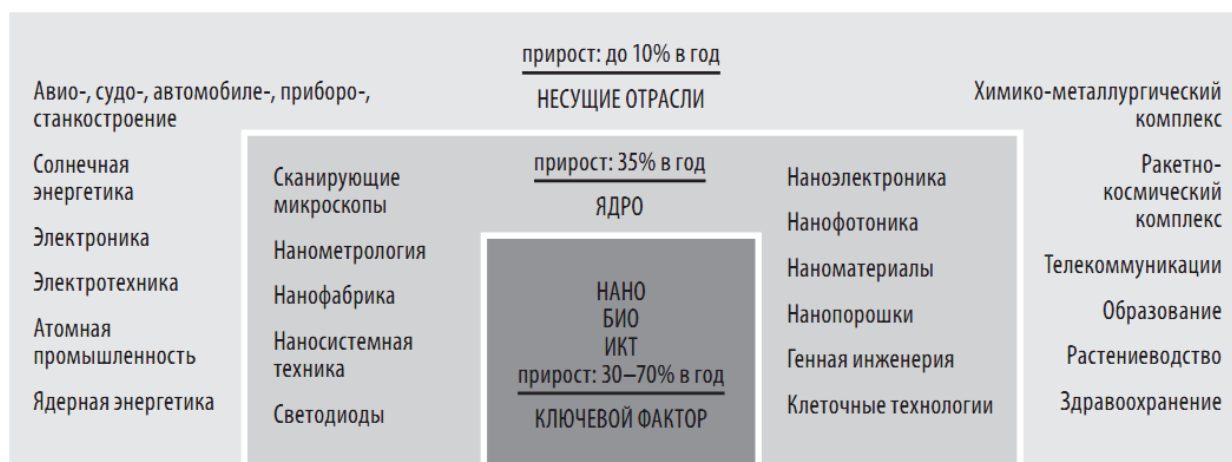 прирост: до 10% в год
НЕСУЩИЕ ОТРАСЛИ
Авио-, судо-, автомобиле-, приборо-,
станкостроение
Солнечная
энергетика
Электроника
Электротехника
Атомная
промышленность
Ядерная энергетика
прирост: 35% в год
ЯДРО
Сканирующие
микроскопы
Нанометрология
Нанофабрика
Наносистемная
техника
Светодиоды
НАНО
БИО
ИКТ
прирост: 30–70% в год
КЛЮЧЕВОЙ ФАКТОР
Наноэлектроника
Нанофотоника
Наноматериалы
Нанопорошки
Генная инженерия
Клеточные технологии
Химико-металлургический
комплекс
Ракетно-
космический
комплекс
Телекоммуникации
Образование
Растениеводство
Здравоохранение